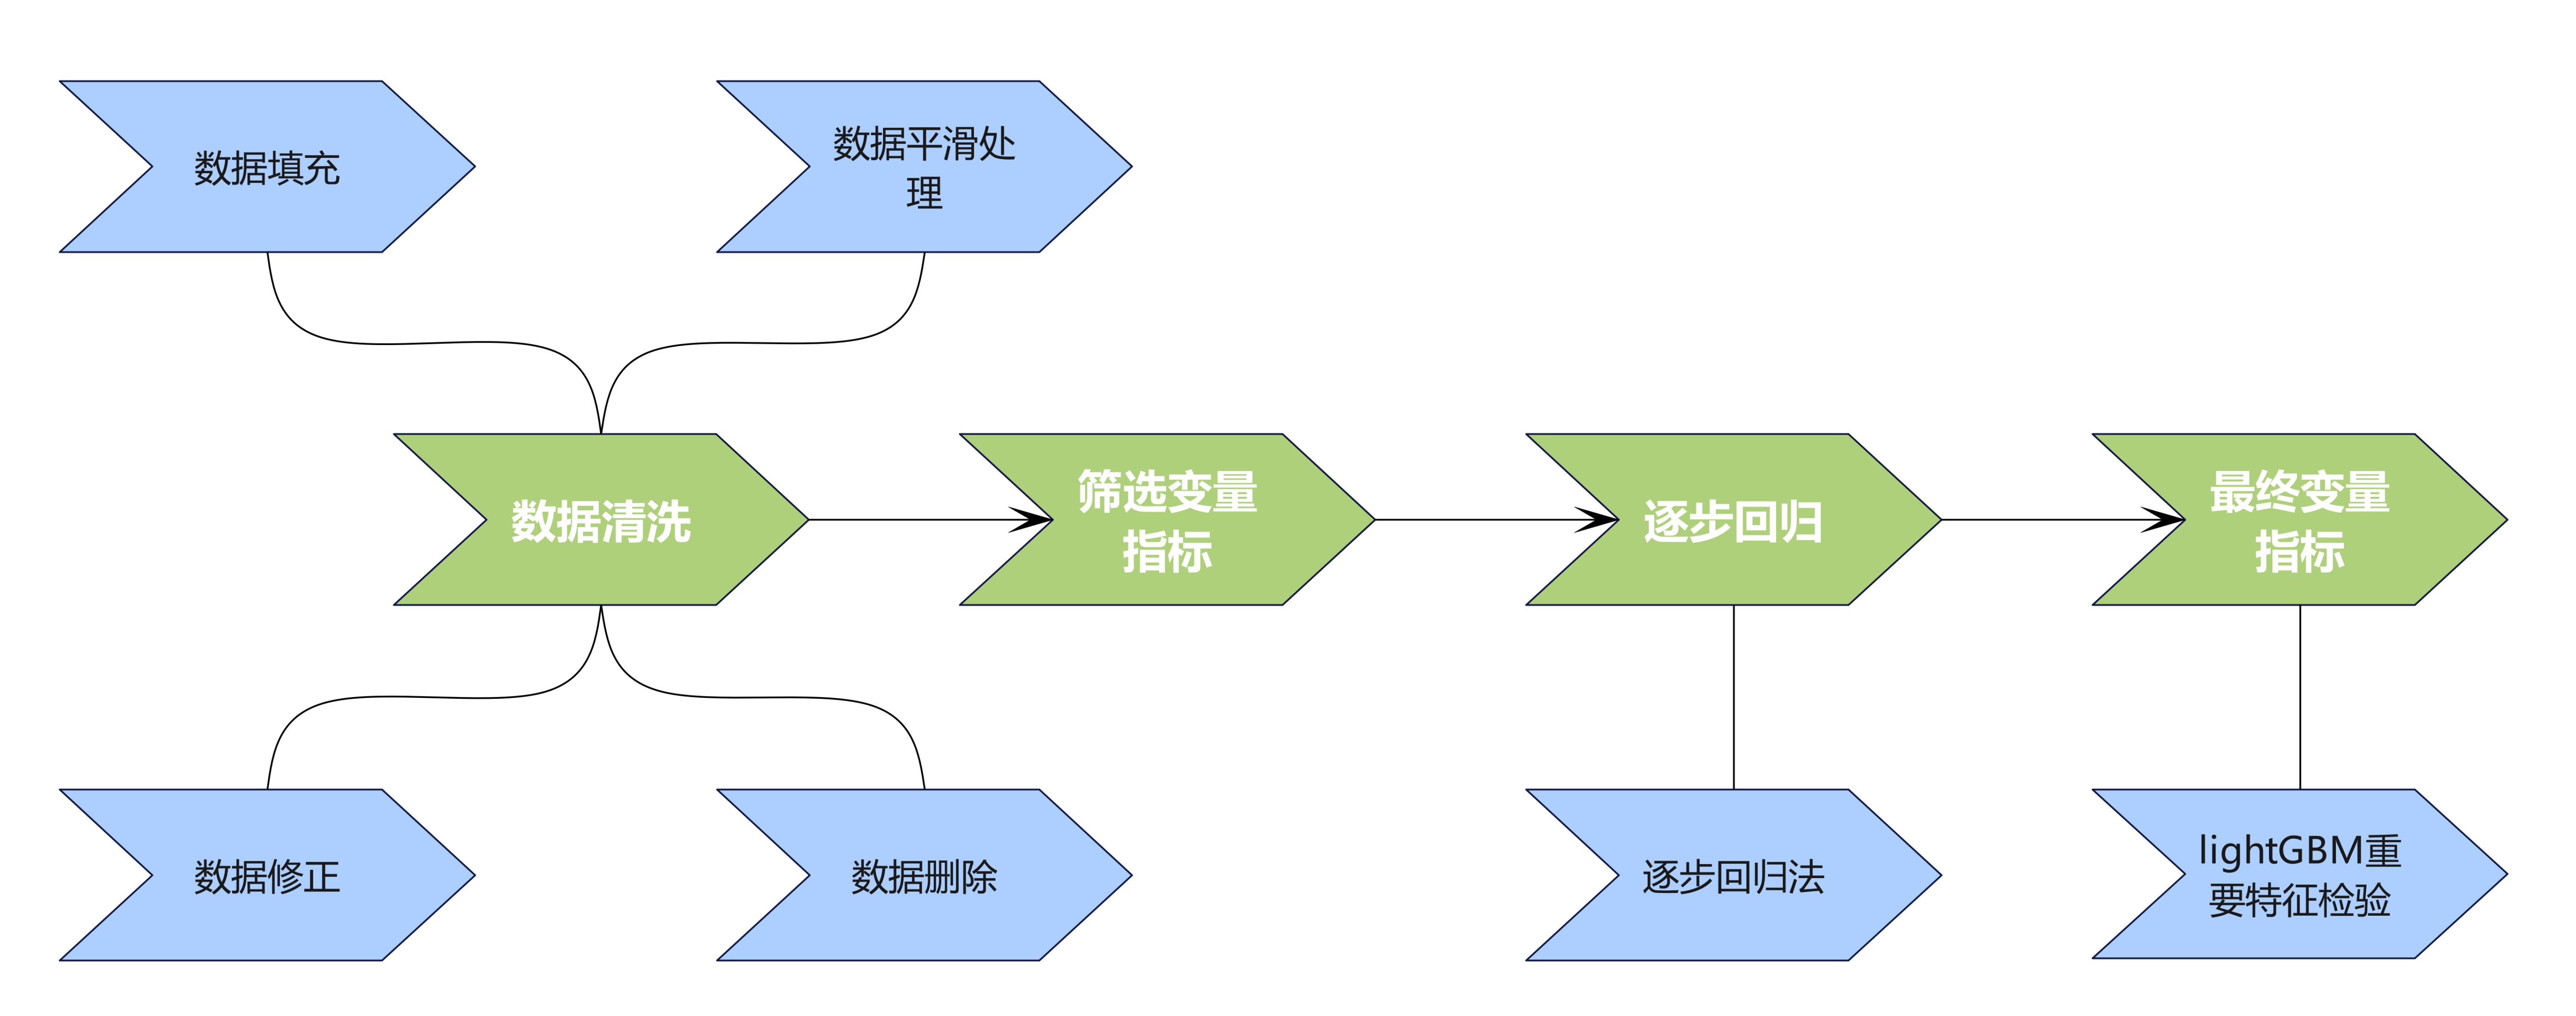 数据填充
数据平滑处
理
数据清洗
筛选变量
指标
逐步回归
最终变量
指标
数据修正
数据删除
逐步回归法
lightGBM重
要特征检验